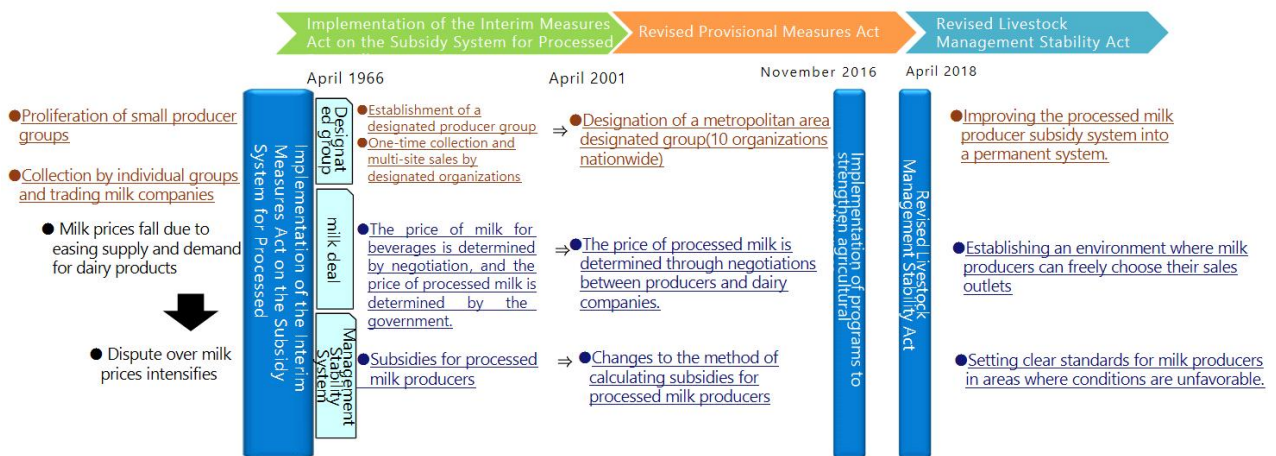 Implementation of the Interim Measures
Act on the Subsidy System for Processed
Revised Provisional Measures Act
Revised Livestock
Management Stability Act
April 1966
April 2001
November 2016
April 2018
●Proliferation of small producer
groups
●Collection by individual groups
and trading milk companies
● Milk prices fall due to
easing supply and demand
for dairy products
● Dispute over milk
prices intensifies
Implementation of the Interim
Measures Act on the Subsidy
System for Processed
Designat
ed group
●Establishment of a
designated producer group
●One-time collection and
multi-site sales by
designated organizations
⇒
●Designation of a metropolitan area
designated group(10 organizations
nationwide)
milk deal
●The price of milk for
beverages is determined
by negotiation, and the
price of processed milk is
determined by the
government.
⇒
●The price of processed milk is
determined through negotiations
between producers and dairy
companies.
Management
Stability
System
●Subsidies for processed
milk producers
⇒
●Changes to the method of
calculating subsidies for
processed milk producers
Implementation of programs to
strengthen agricultural
Revised Livestock
Management Stability Act
●Improving the processed milk
producer subsidy system into
a permanent system.
●Establishing an environment where milk
producers can freely choose their sales
outlets
●Setting clear standards for milk producers
in areas where conditions are unfavorable.